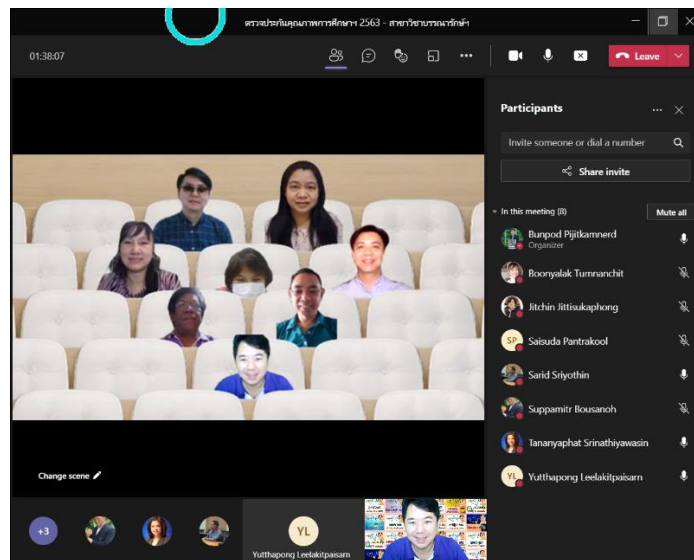 ตรวจประกันคุณภาพการศึกษาฯ 2563 - สาขาวิชาบรรณารักษ์ฯ
01:38:07
Leave
Participants
Invite someone or dial a number
Share invite
In this meeting (8)
Mute all
Bunpod Pijitkamnerd
Organizer
Boonyalak Tumnanchit
Jitchin Jittisukaphong
SP
Saisuda Pantrakool
Sarid Sriyothin
Suppamitr Bousanoh
Tananyaphat Srinathiyawasin
YL
Yutthapong Leelakitpaisarn
Change scene
+3
YL
Yutthapong Leelakitpaisarn